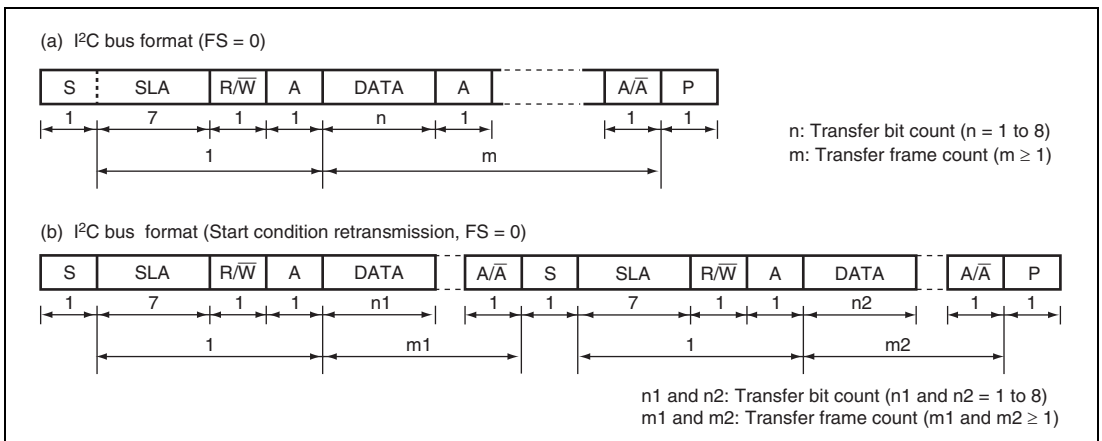 (a) I²C bus format (FS = 0)
S SLA R/W̅ A DATA A A/A̅ P
1 7 1 1 n 1 1 1
n: Transfer bit count (n = 1 to 8)
1 m
m: Transfer frame count (m ≥ 1)
(b) I²C bus format (Start condition retransmission, FS = 0)
S SLA R/W̅ A DATA A/A̅ S SLA R/W̅ A DATA A/A̅ P
1 7 1 1 n1 1 1 7 1 1 n2 1 1
1 m1 1 m2
n1 and n2: Transfer bit count (n1 and n2 = 1 to 8)
m1 and m2: Transfer frame count (m1 and m2 ≥ 1)